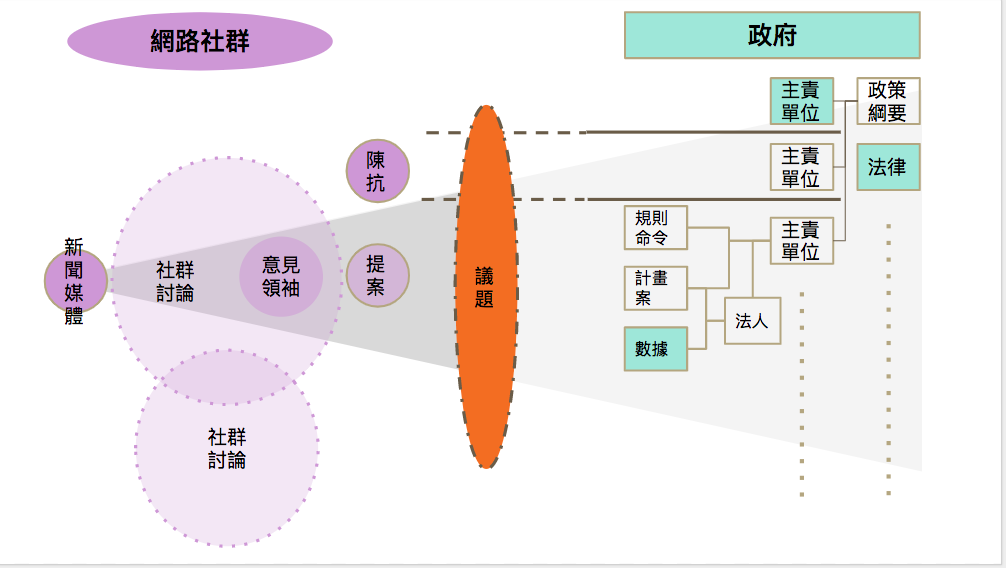 網路社群
政府
新
聞
媒
體
社群
討論
意見
領袖
社群
討論
陳
抗
提
案
議
題
主責
單位
政策
綱要
主責
單位
法律
規則
命令
主責
單位
計畫
案
法人
數據